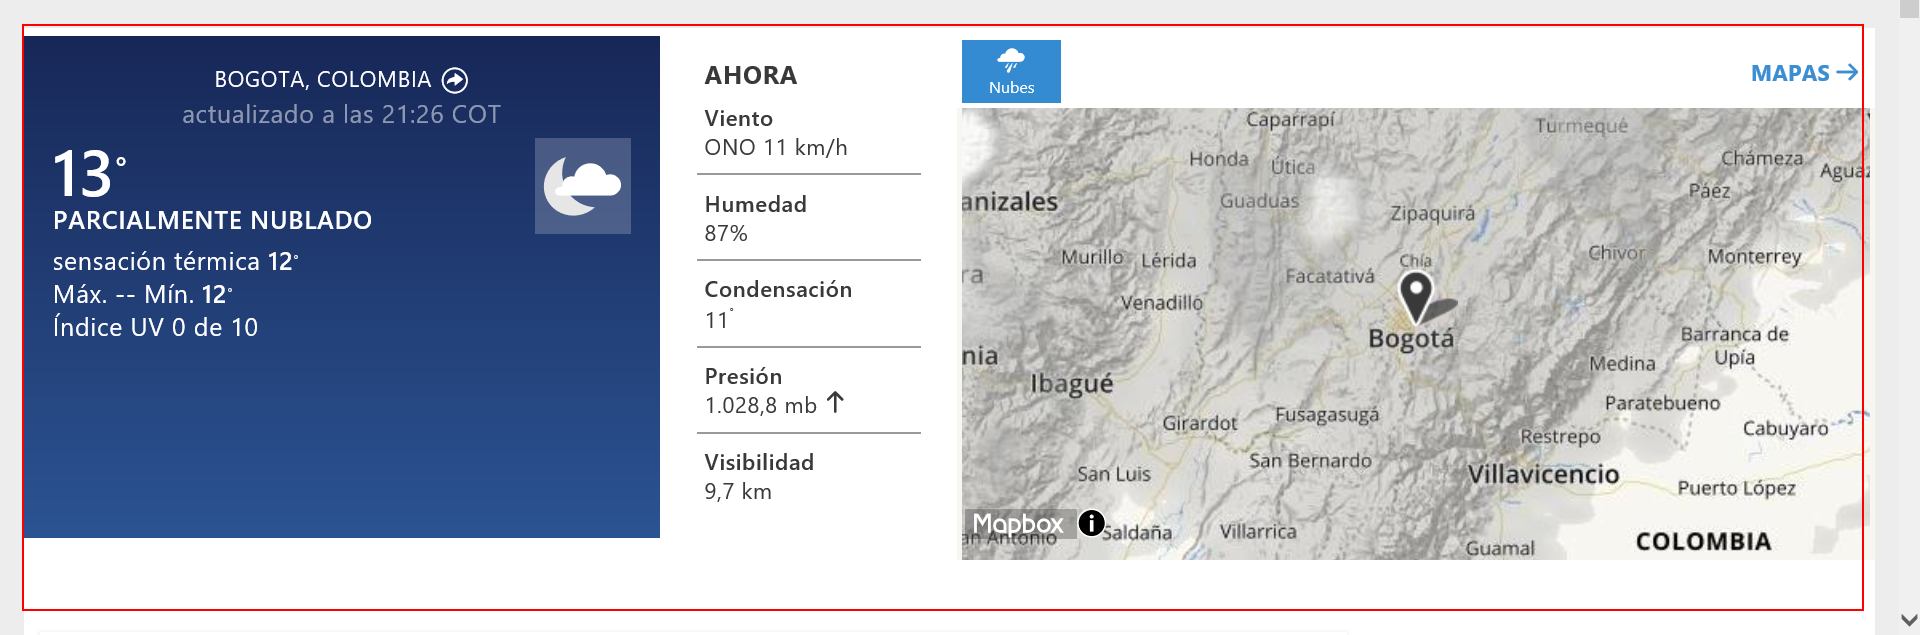 BOGOTA, COLOMBIA
actualizado a las 21:26 COT
13°
PARCIALMENTE NUBLADO
sensación térmica 12°
Máx. -- Mín. 12°
Índice UV 0 de 10
AHORA
Viento
ONO 11 km/h
Humedad
87%
Condensación
11°
Presión
1.028,8 mb ↑
Visibilidad
9,7 km
Nubes
MAPAS →
Caparrapí
Turmequé
Honda
Útica
Chámeza
Aguaz
Páez
anizales
Guaduas
Zipaquirá
Murillo
Lérida
Chía
Chivor
Monterrey
ra
Facatativá
Venadillo
Bogotá
Barranca de
Upía
nia
Medina
Ibagué
Paratebueno
Girardot
Fusagasugá
Cabuyaro
Restrepo
San Luis
San Bernardo
Villavicencio
Puerto López
Mapbox
an Antonio
Saldaña
Villarrica
Guamal
COLOMBIA